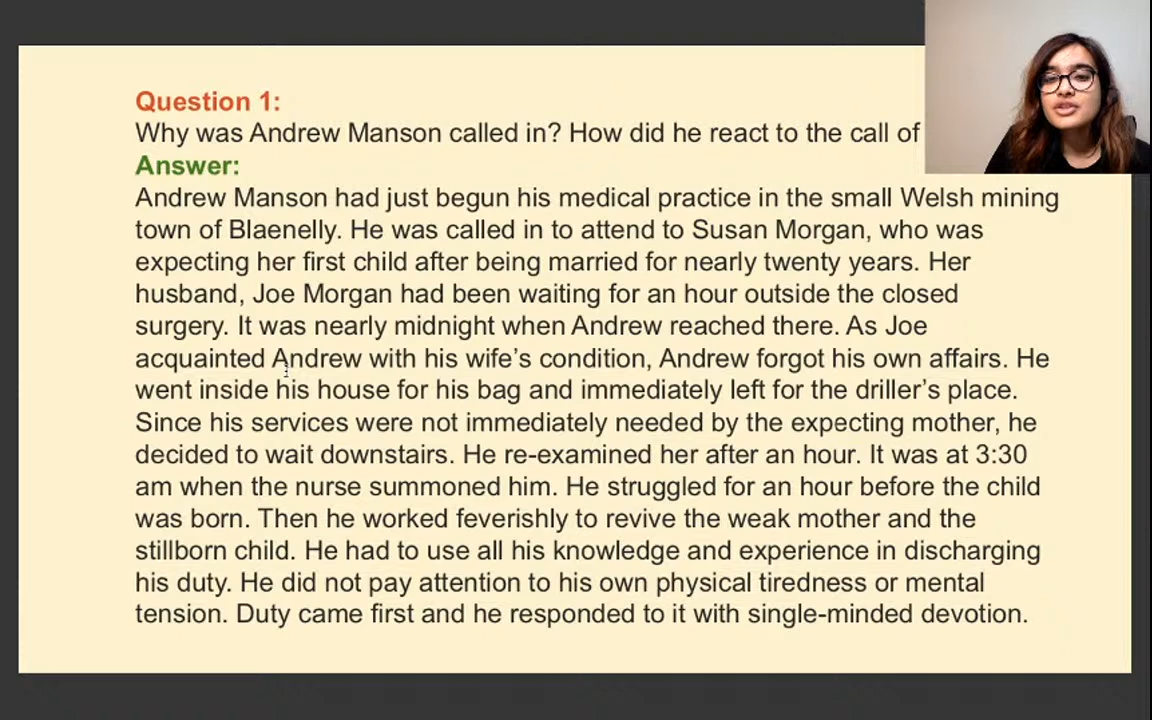 Question 1:
Why was Andrew Manson called in? How did he react to the call of
Answer:
Andrew Manson had just begun his medical practice in the small Welsh mining
town of Blaenelly. He was called in to attend to Susan Morgan, who was
expecting her first child after being married for nearly twenty years. Her
husband, Joe Morgan had been waiting for an hour outside the closed
surgery. It was nearly midnight when Andrew reached there. As Joe
acquainted Andrew with his wife’s condition, Andrew forgot his own affairs. He
went inside his house for his bag and immediately left for the driller’s place.
Since his services were not immediately needed by the expecting mother, he
decided to wait downstairs. He re-examined her after an hour. It was at 3:30
am when the nurse summoned him. He struggled for an hour before the child
was born. Then he worked feverishly to revive the weak mother and the
stillborn child. He had to use all his knowledge and experience in discharging
his duty. He did not pay attention to his own physical tiredness or mental
tension. Duty came first and he responded to it with single-minded devotion.